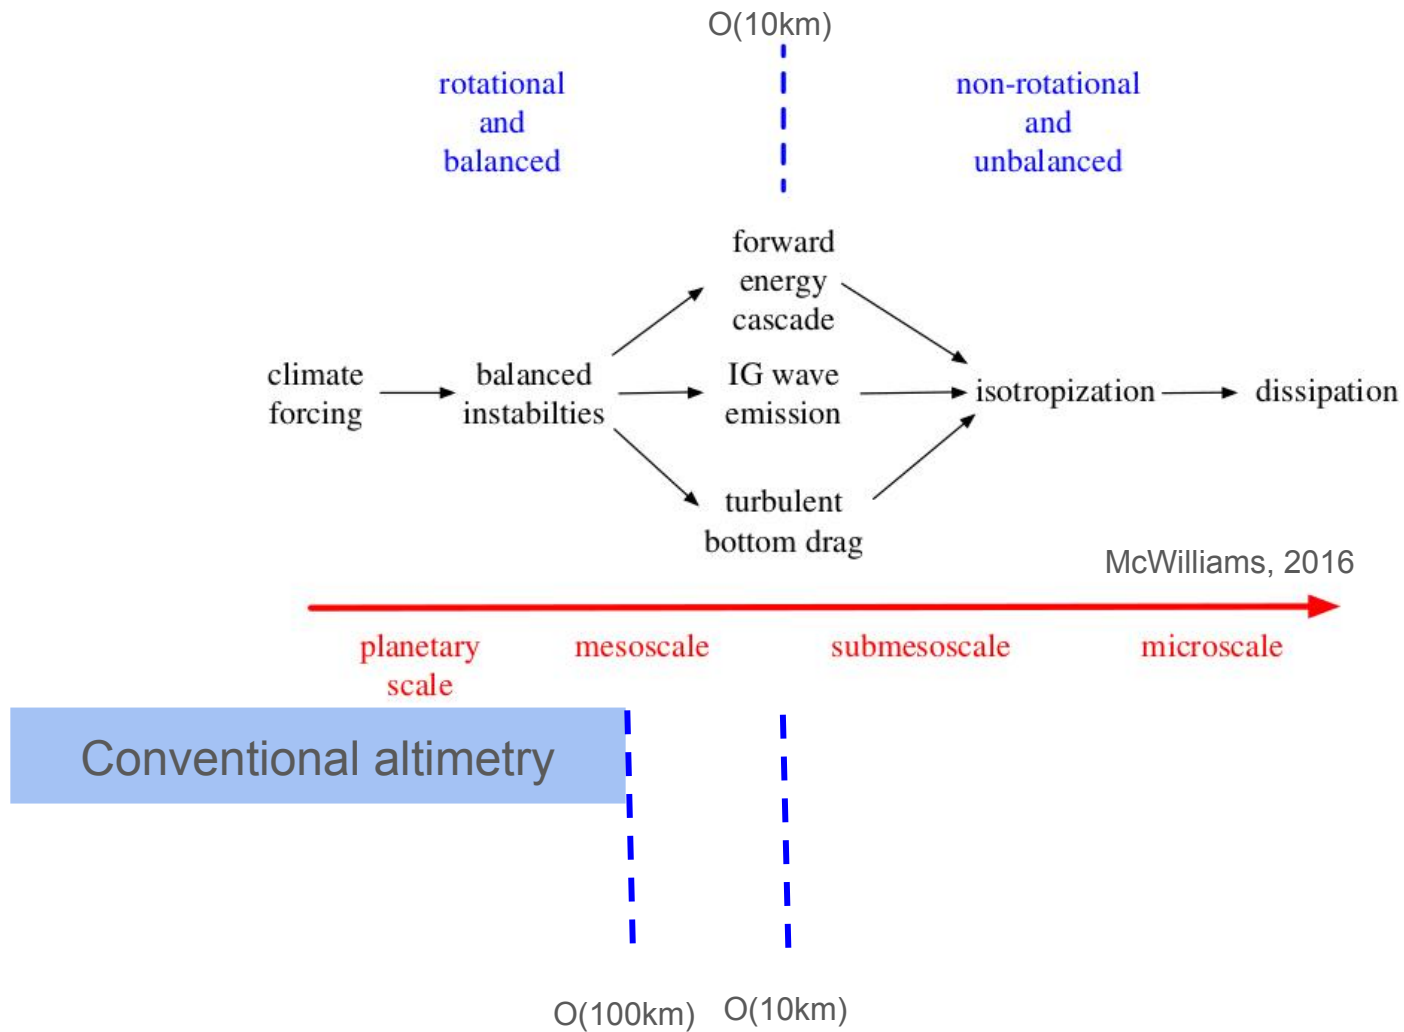 O(10km)
rotational
and
balanced
non-rotational
and
unbalanced
forward
energy
cascade
climate
forcing
balanced
instabilties
IG wave
emission
isotropization
dissipation
turbulent
bottom drag
McWilliams, 2016
planetary
scale
mesoscale
submesoscale
microscale
Conventional altimetry
O(100km)
O(10km)